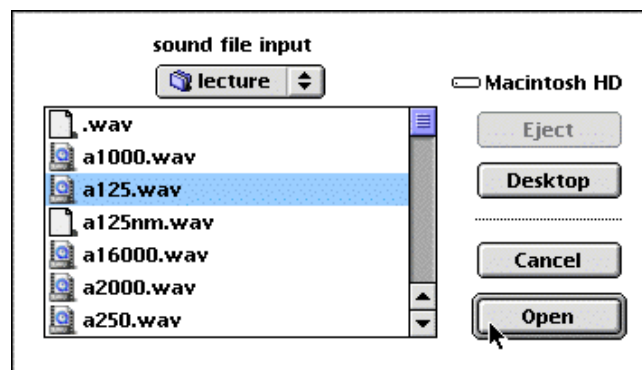 sound file input
lecture
Macintosh HD
.wav
a1000.wav
a125.wav
a125nm.wav
a16000.wav
a2000.wav
a250.wav
Eject
Desktop
Cancel
Open